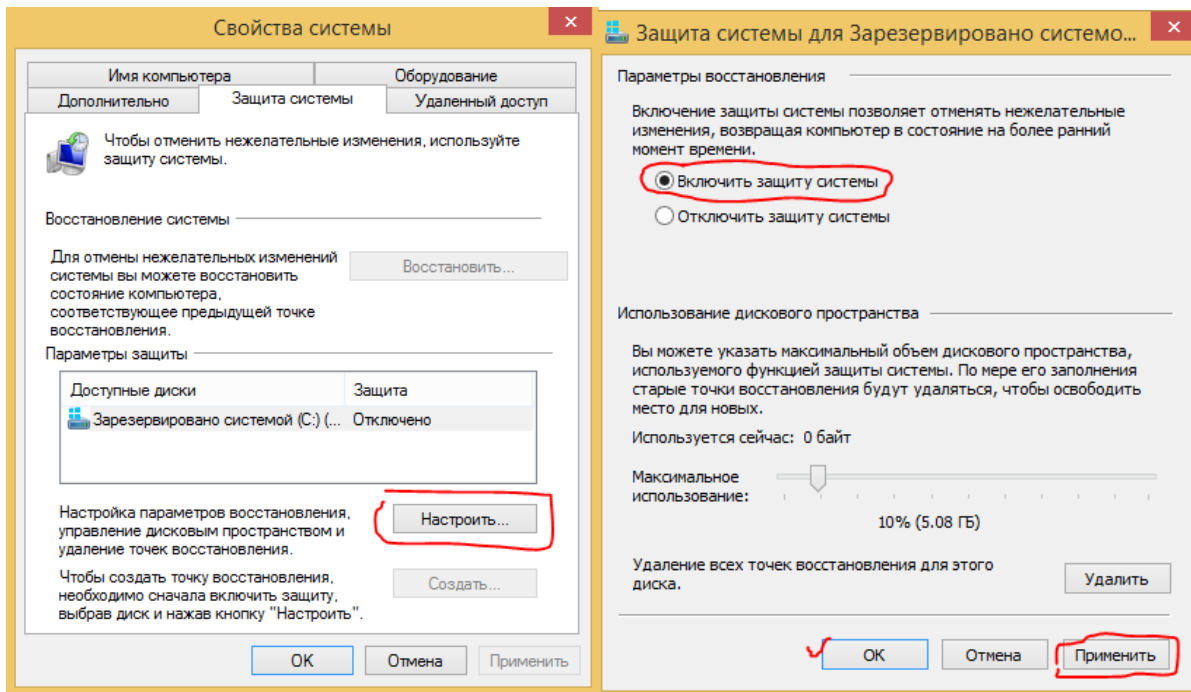 Свойства системы
Имя компьютера
Оборудование
Дополнительно
Защита системы
Удаленный доступ
Чтобы отменить нежелательные изменения, используйте
защиту системы.
Восстановление системы
Для отмены нежелательных изменений
системы вы можете восстановить
состояние компьютера,
соответствующее предыдущей точке
восстановления.
Восстановить...
Параметры защиты
Доступные диски
Защита
Зарезервировано системой (C:) (...
Отключено
Настройка параметров восстановления,
управление дисковым пространством и
удаление точек восстановления.
Настроить...
Чтобы создать точку восстановления,
необходимо сначала включить защиту,
выбрав диск и нажав кнопку "Настроить".
Создать...
ОК
Отмена
Применить
Защита системы для Зарезервировано системо...
Параметры восстановления
Включение защиты системы позволяет отменять нежелательные
изменения, возвращая компьютер в состояние на более ранний
момент времени.
Включить защиту системы
Отключить защиту системы
Использование дискового пространства
Вы можете указать максимальный объем дискового пространства,
используемого функцией защиты системы. По мере его заполнения
старые точки восстановления будут удаляться, чтобы освободить
место для новых.
Используется сейчас: 0 байт
Максимальное
использование:
10% (5.08 ГБ)
Удаление всех точек восстановления для этого
диска.
Удалить
ОК
Отмена
Применить